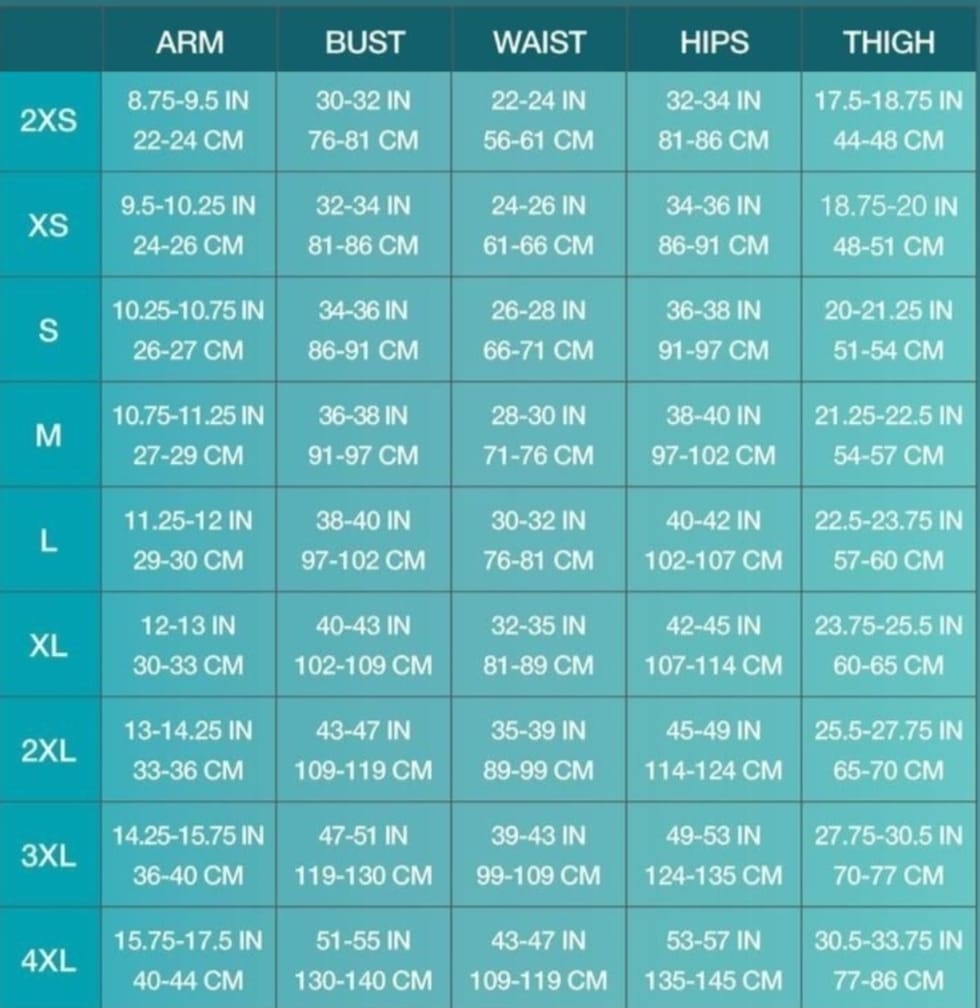 ARM BUST WAIST HIPS THIGH
2XS
8.75-9.5 IN 30-32 IN 22-24 IN 32-34 IN 17.5-18.75 IN
22-24 CM 76-81 CM 56-61 CM 81-86 CM 44-48 CM
XS
9.5-10.25 IN 32-34 IN 24-26 IN 34-36 IN 18.75-20 IN
24-26 CM 81-86 CM 61-66 CM 86-91 CM 48-51 CM
S
10.25-10.75 IN 34-36 IN 26-28 IN 36-38 IN 20-21.25 IN
26-27 CM 86-91 CM 66-71 CM 91-97 CM 51-54 CM
M
10.75-11.25 IN 36-38 IN 28-30 IN 38-40 IN 21.25-22.5 IN
27-29 CM 91-97 CM 71-76 CM 97-102 CM 54-57 CM
L
11.25-12 IN 38-40 IN 30-32 IN 40-42 IN 22.5-23.75 IN
29-30 CM 97-102 CM 76-81 CM 102-107 CM 57-60 CM
XL
12-13 IN 40-43 IN 32-35 IN 42-45 IN 23.75-25.5 IN
30-33 CM 102-109 CM 81-89 CM 107-114 CM 60-65 CM
2XL
13-14.25 IN 43-47 IN 35-39 IN 45-49 IN 25.5-27.75 IN
33-36 CM 109-119 CM 89-99 CM 114-124 CM 65-70 CM
3XL
14.25-15.75 IN 47-51 IN 39-43 IN 49-53 IN 27.75-30.5 IN
36-40 CM 119-130 CM 99-109 CM 124-135 CM 70-77 CM
4XL
15.75-17.5 IN 51-55 IN 43-47 IN 53-57 IN 30.5-33.75 IN
40-44 CM 130-140 CM 109-119 CM 135-145 CM 77-86 CM